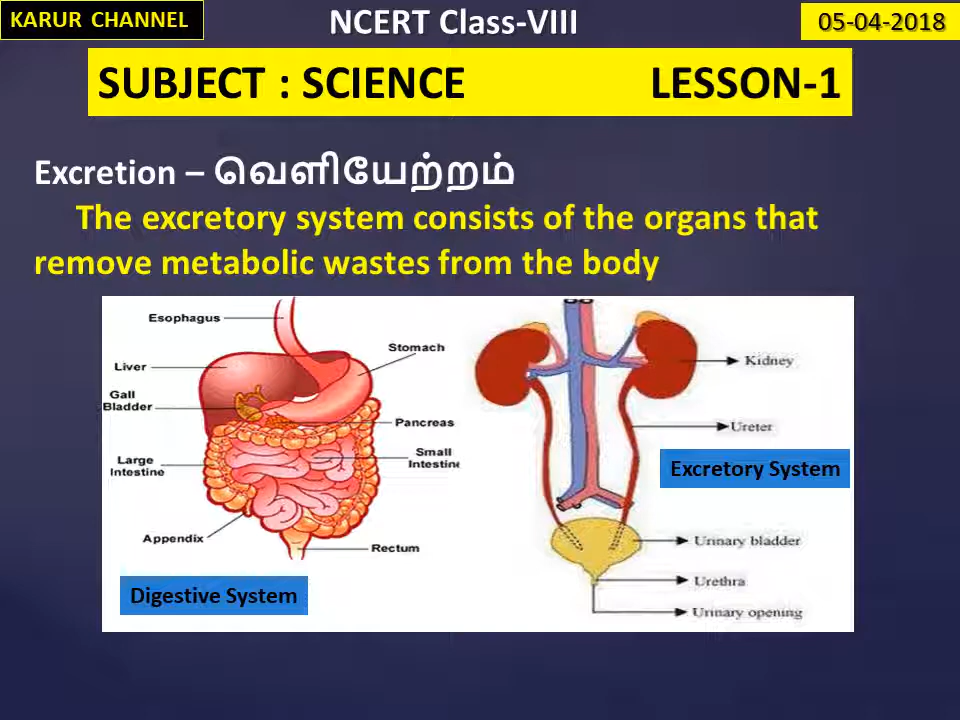 KARUR CHANNEL
NCERT Class-VIII
05-04-2018
SUBJECT : SCIENCE LESSON-1
Excretion – வெளியேற்றம்
The excretory system consists of the organs that
remove metabolic wastes from the body
Esophagus
Stomach
Liver
Gall
Bladder
Pancreas
Large
Intestine
Small
Intestine
Appendix
Rectum
Digestive System
Kidney
Ureter
Excretory System
Urinary bladder
Urethra
Urinary opening